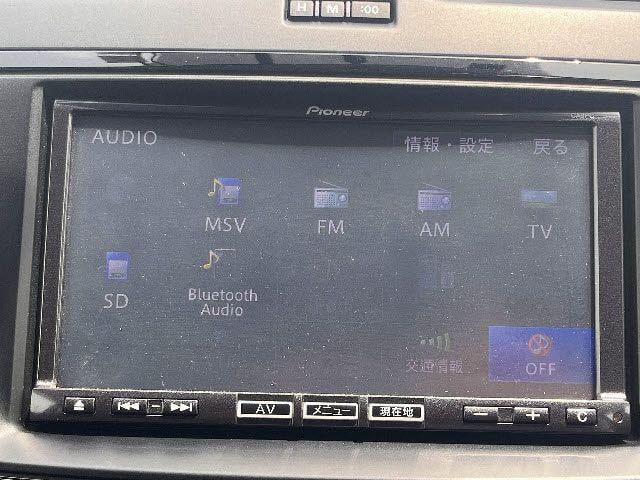 H M :00
Pioneer
AUDIO 情報・設定 戻る
MSV FM AM TV
SD Bluetooth Audio
交通情報 OFF
AV メニュー 現在地 − + C